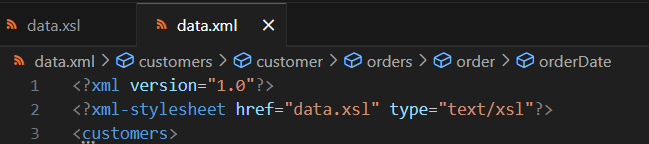 data.xsl data.xml
data.xml > customers > customer > orders > order > orderDate
1 <?xml version="1.0"?>
2 <?xml-stylesheet href="data.xsl" type="text/xsl"?>
3 <customers>